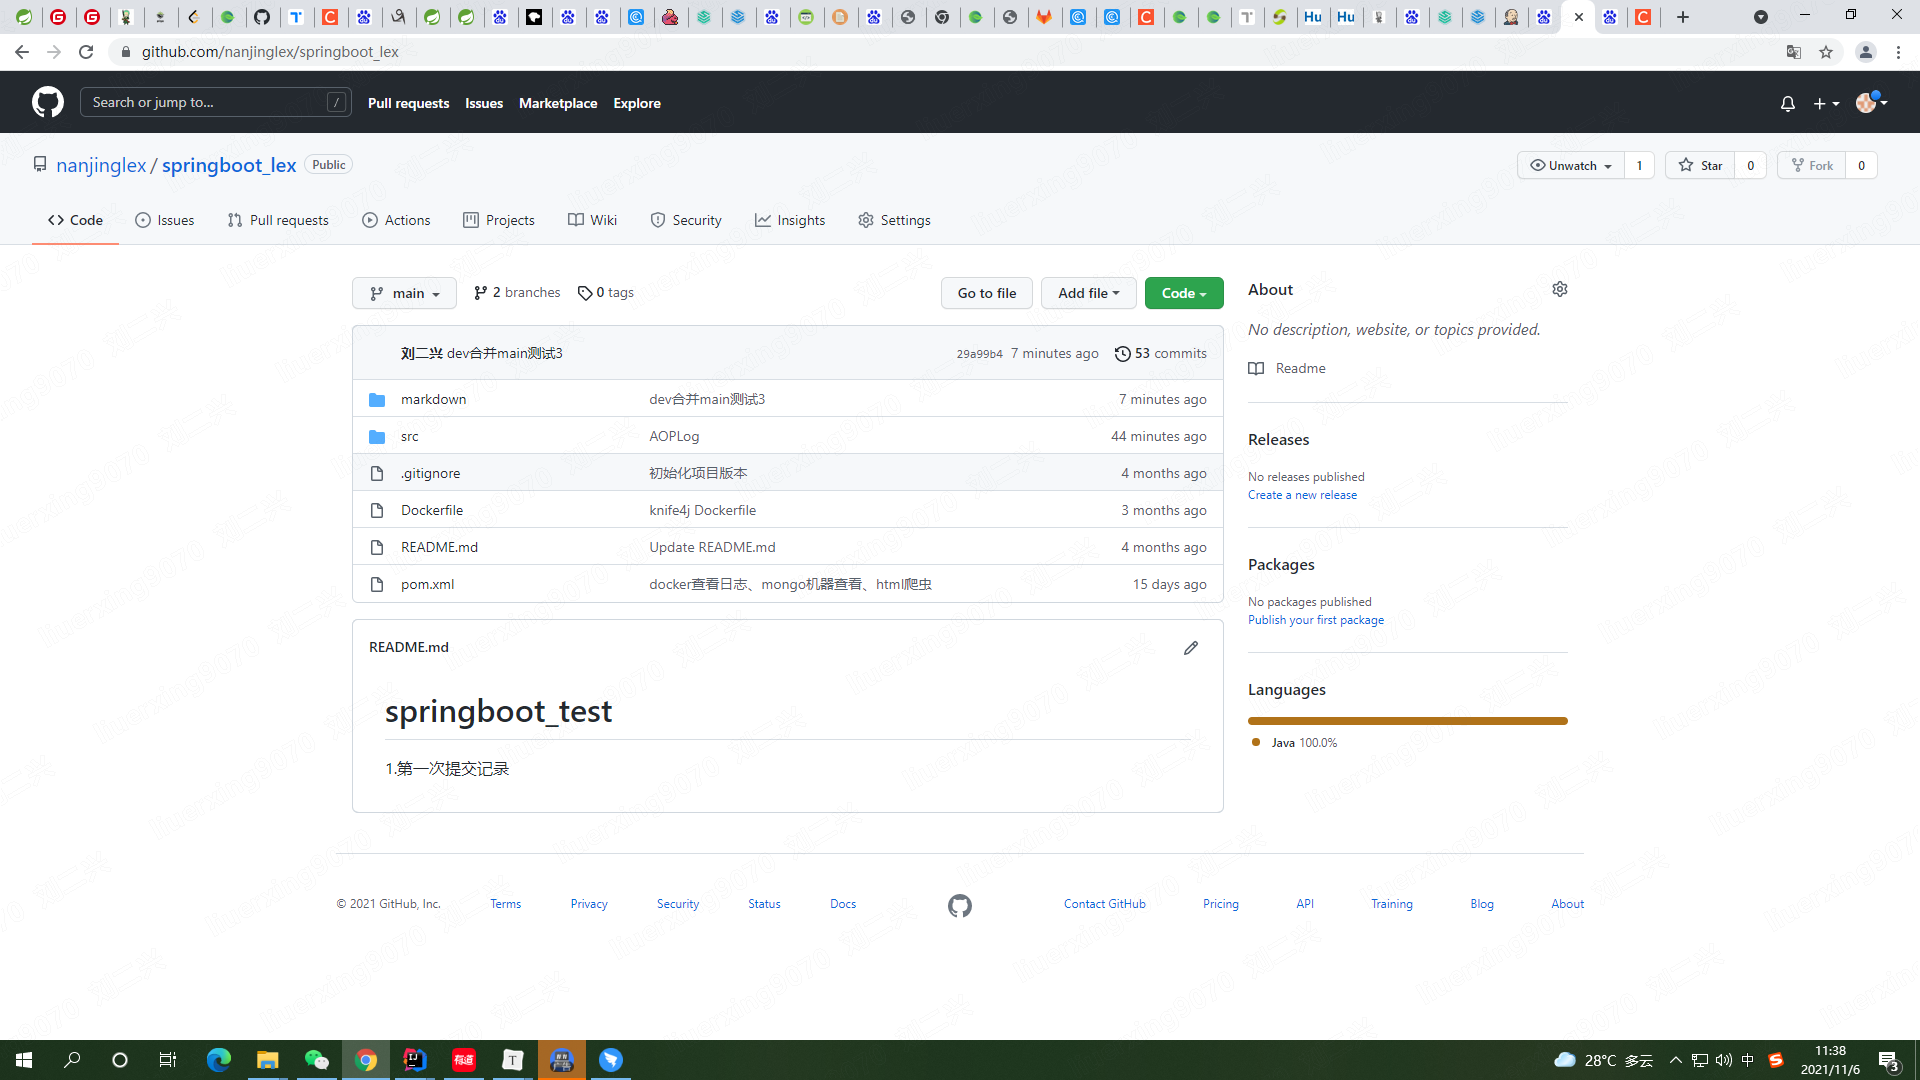 github.com/nanjinglex/springboot_lex
Search or jump to... /
Pull requests Issues Marketplace Explore
nanjinglex / springboot_lex Public
Unwatch 1 Star 0 Fork 0
Code Issues Pull requests Actions Projects Wiki Security Insights Settings
main 2 branches 0 tags Go to file Add file Code
刘二兴 dev合并main测试3 29a99b4 7 minutes ago 53 commits
markdown dev合并main测试3 7 minutes ago
src AOPLog 44 minutes ago
.gitignore 初始化项目版本 4 months ago
Dockerfile knife4j Dockerfile 3 months ago
README.md Update README.md 4 months ago
pom.xml docker查看日志、mongo机器查看、html爬虫 15 days ago
README.md
springboot_test
1.第一次提交记录
About
No description, website, or topics provided.
Readme
Releases
No releases published
Create a new release
Packages
No packages published
Publish your first package
Languages
Java 100.0%
© 2021 GitHub, Inc. Terms Privacy Security Status Docs Contact GitHub Pricing API Training Blog About
28°C 多云 中 11:38
2021/11/6 3
liuerxing9070 刘二兴